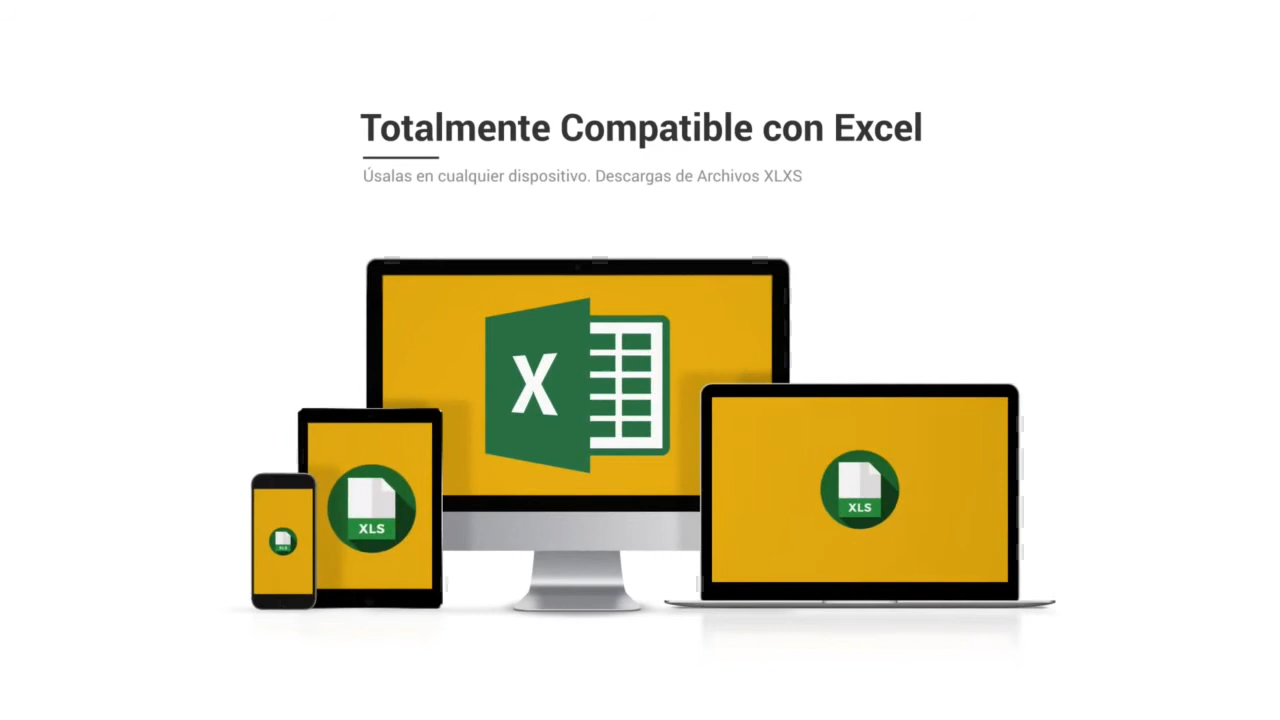 Totalmente Compatible con Excel
Úsalas en cualquier dispositivo. Descargas de Archivos XLXS
X
XLS
XLS
XLS